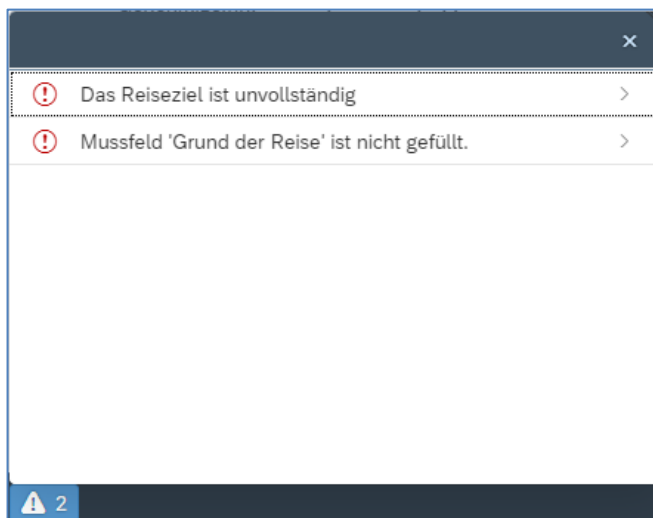 Das Reiseziel ist unvollständig
Mussfeld 'Grund der Reise' ist nicht gefüllt.
2